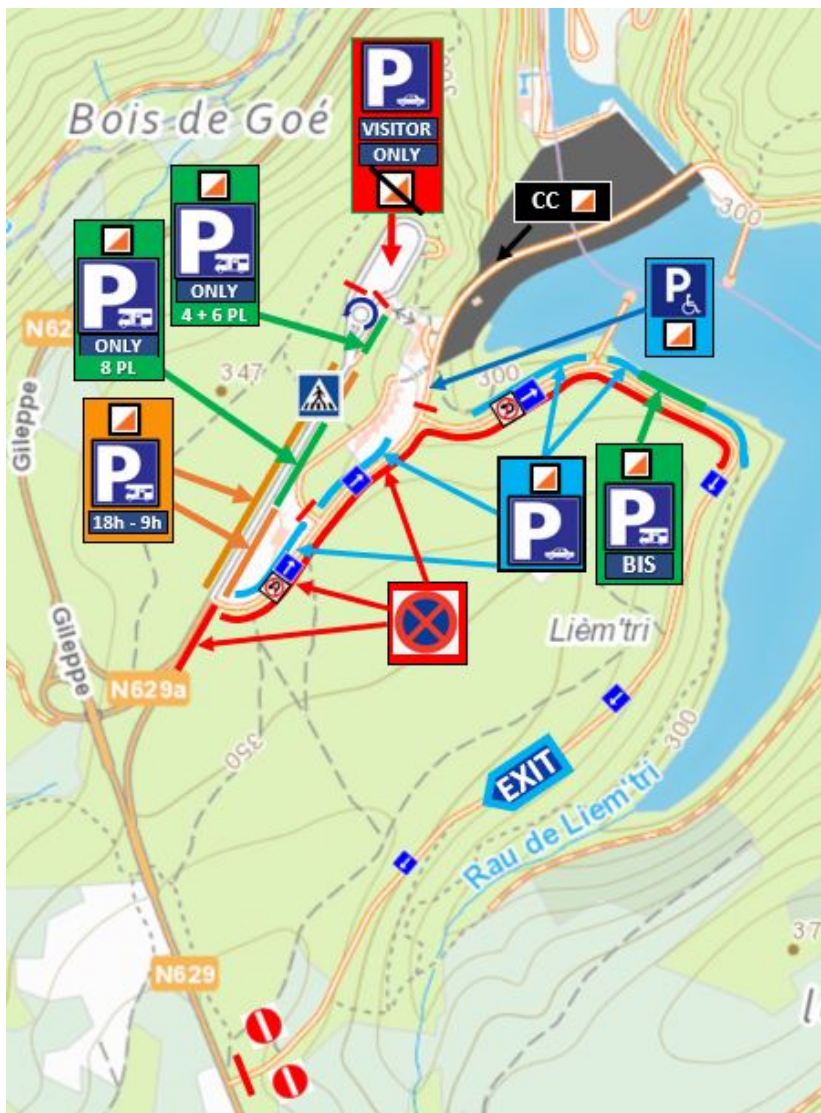 P
VISITOR
ONLY
Bois de Goé
P
ONLY
4 + 6 PL
CC
300
P
P
ONLY
8 PL
N62
347
300
Gileppe
P
18h - 9h
P
P
BIS
Gileppe
Lièm'tri
N629a
350
300
EXIT
Rau de Liem'tri
37
N629